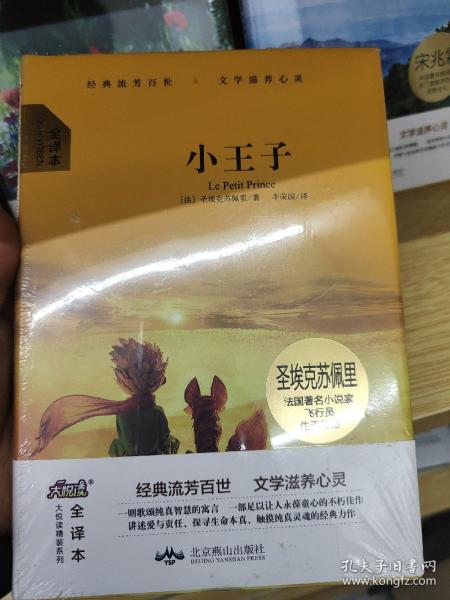 经典流芳百世 文学滋养心灵
全译本
小王子
Le Petit Prince
[法] 圣埃克苏佩里/著 李荣国/译
圣埃克苏佩里
法国著名小说家
飞行员
大悦读
大悦读精装系列
全译本
经典流芳百世 文学滋养心灵
一则歌颂纯真智慧的寓言 一部足以让人永葆童心的不朽佳作
讲述爱与责任，探寻生命本真，触摸纯真灵魂的经典力作
YSP
北京燕山出版社
BEIJING YANSHAN PRESS
宋兆霖
文学滋养心灵
孔夫子旧书网